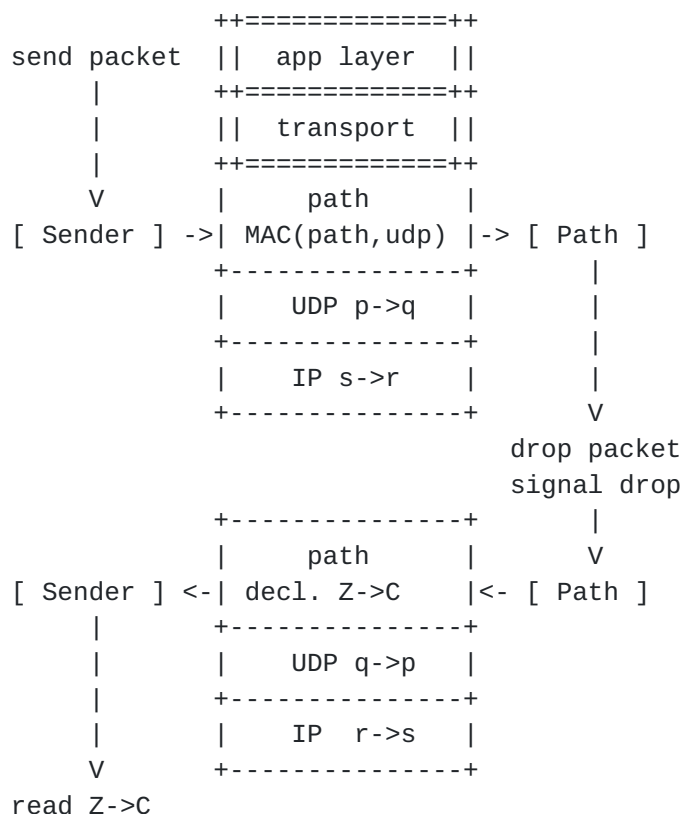 ++=============++
send packet  ||  app layer  ||
     |       ++=============++
     |       ||  transport  ||
     |       ++=============++
     V       |     path      |
[ Sender ] ->| MAC(path,udp) |-> [ Path ]
             +---------------+       |
             |    UDP p->q   |       |
             +---------------+       |
             |    IP s->r    |       |
             +---------------+       V
                                drop packet
                                signal drop
             +---------------+       |
             |     path      |       V
[ Sender ] <-| decl. Z->C    |<- [ Path ]
     |       +---------------+
     |       |    UDP q->p   |
     |       +---------------+
     |       |    IP  r->s   |
     V       +---------------+
read Z->C